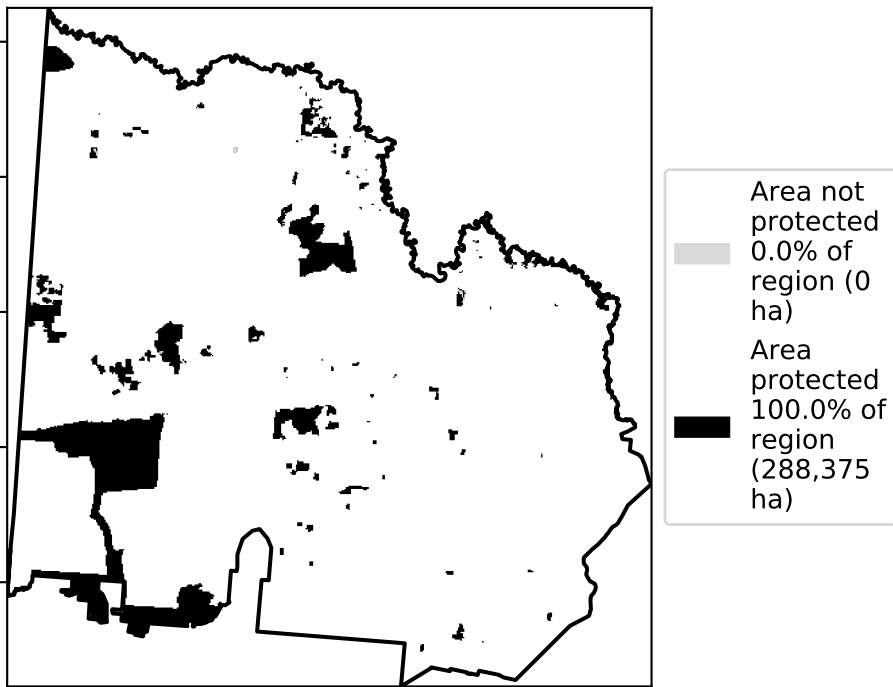 Area not
protected
0.0% of
region (0
ha)
Area
protected
100.0% of
region
(288,375
ha)